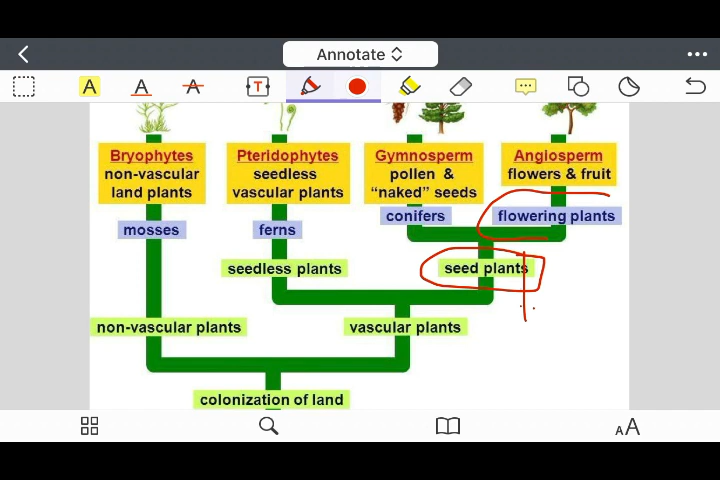 Annotate
A
A
A
T
Bryophytes
non-vascular
land plants
Pteridophytes
seedless
vascular plants
Gymnosperm
pollen &
“naked” seeds
Angiosperm
flowers & fruit
mosses
ferns
conifers
flowering plants
seedless plants
seed plants
non-vascular plants
vascular plants
colonization of land
AA